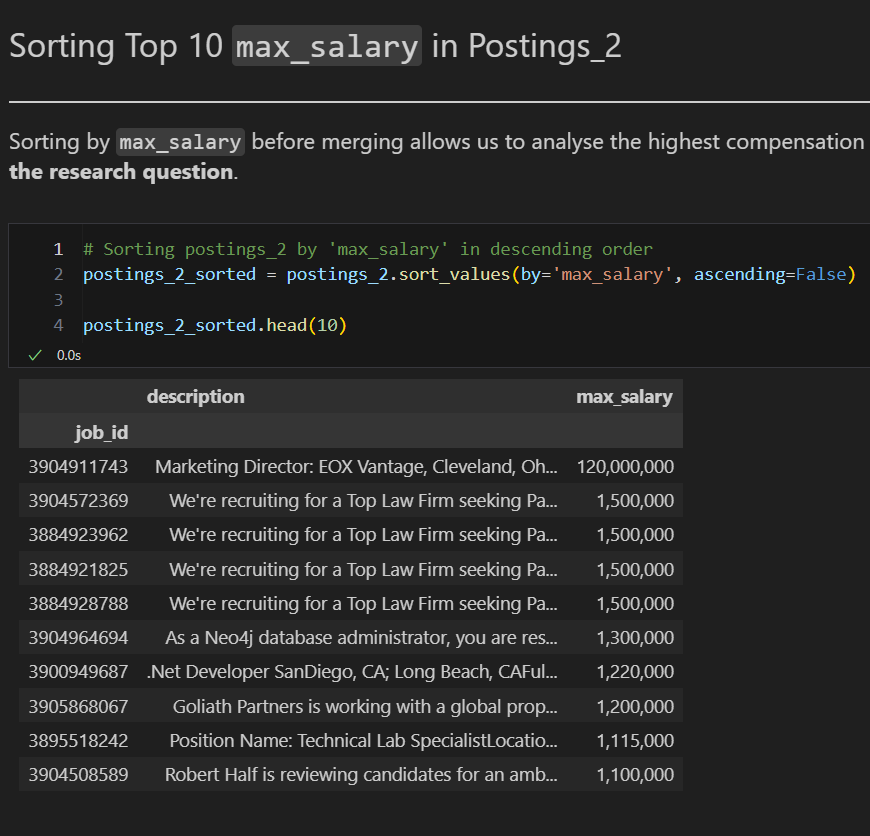 Sorting Top 10 max_salary in Postings_2
Sorting by max_salary before merging allows us to analyse the highest compensation
the research question.
1 # Sorting postings_2 by 'max_salary' in descending order
2 postings_2_sorted = postings_2.sort_values(by='max_salary', ascending=False)
3
4 postings_2_sorted.head(10)
✓ 0.0s
description max_salary
job_id
3904911743 Marketing Director: EOX Vantage, Cleveland, Oh... 120,000,000
3904572369 We're recruiting for a Top Law Firm seeking Pa... 1,500,000
3884923962 We're recruiting for a Top Law Firm seeking Pa... 1,500,000
3884921825 We're recruiting for a Top Law Firm seeking Pa... 1,500,000
3884928788 We're recruiting for a Top Law Firm seeking Pa... 1,500,000
3904964694 As a Neo4j database administrator, you are res... 1,300,000
3900949687 .Net Developer SanDiego, CA; Long Beach, CAFul... 1,220,000
3905868067 Goliath Partners is working with a global prop... 1,200,000
3895518242 Position Name: Technical Lab SpecialistLocatio... 1,115,000
3904508589 Robert Half is reviewing candidates for an amb... 1,100,000